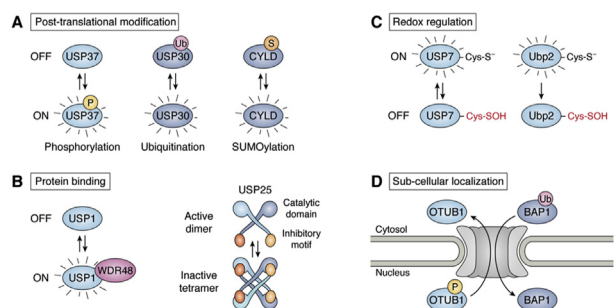 A Post-translational modification
OFF USP37 Ub USP30 S CYLD
ON P USP37 USP30 CYLD
Phosphorylation Ubiquitination SUMOylation
B Protein binding
OFF USP1
ON USP1 WDR48
USP25
Active
dimer
Catalytic
domain
Inhibitory
motif
Inactive
tetramer
C Redox regulation
ON USP7 Cys-S⁻ Ubp2 Cys-S⁻
OFF USP7 Cys-SOH Ubp2 Cys-SOH
D Sub-cellular localization
OTUB1 Ub BAP1
Cytosol
Nucleus
P OTUB1 BAP1